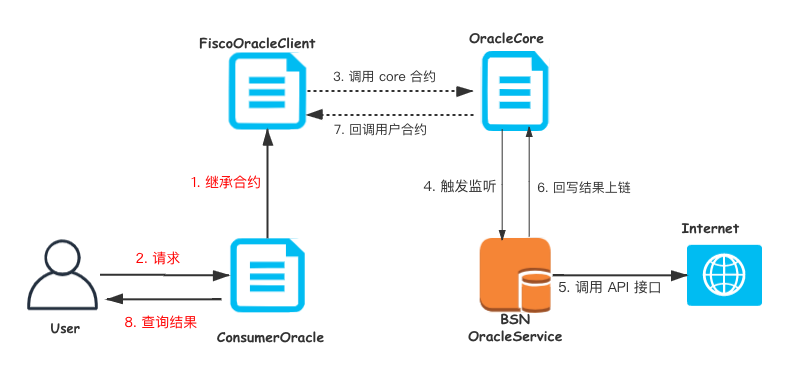 FiscoOracleClient
OracleCore
3. 调用 core 合约
7. 回调用户合约
1. 继承合约
4. 触发监听
6. 回写结果上链
Internet
2. 请求
5. 调用 API 接口
8. 查询结果
User
ConsumerOracle
BSN
OracleService